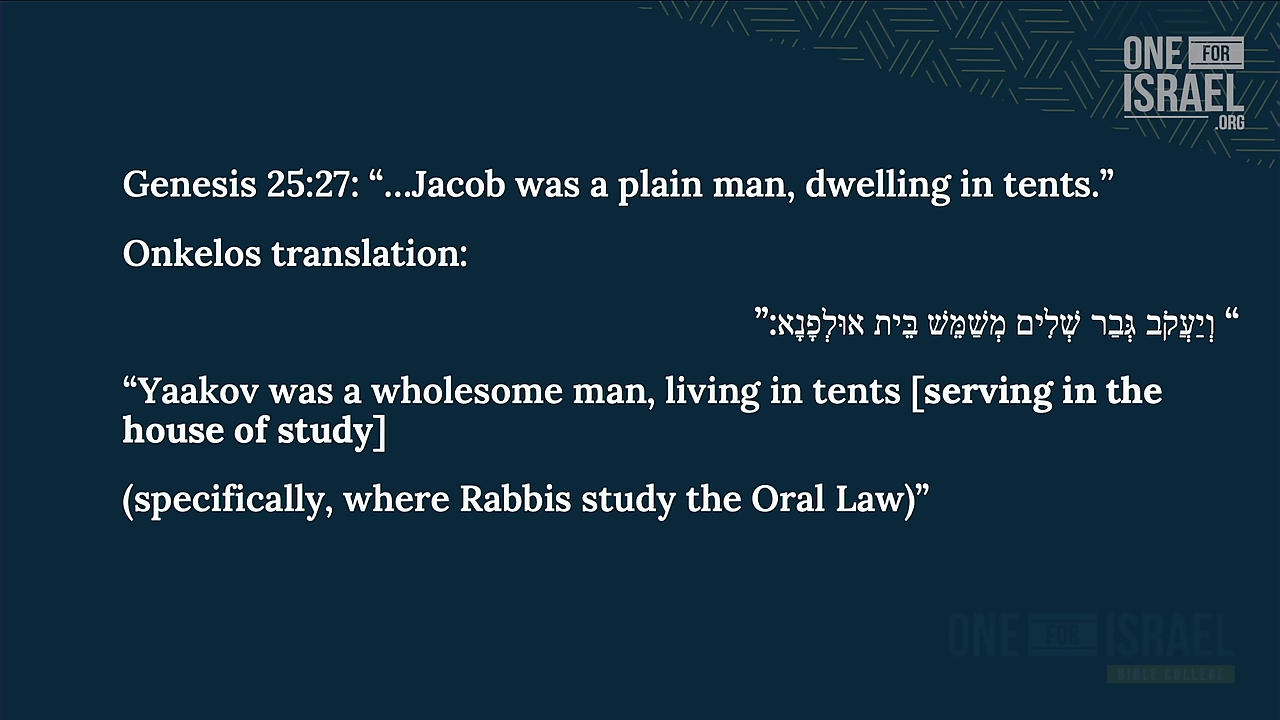 ONE FOR
ISRAEL
.ORG
Genesis 25:27: “…Jacob was a plain man, dwelling in tents.”
Onkelos translation:
“ וְיַעֲקֹב גְּבַר שְׁלִים מְשַׁמֵּשׁ בֵּית אוּלְפָנָא:”
“Yaakov was a wholesome man, living in tents [serving in the
house of study]
(specifically, where Rabbis study the Oral Law)”
ONE FOR ISRAEL
BIBLE COLLEGE